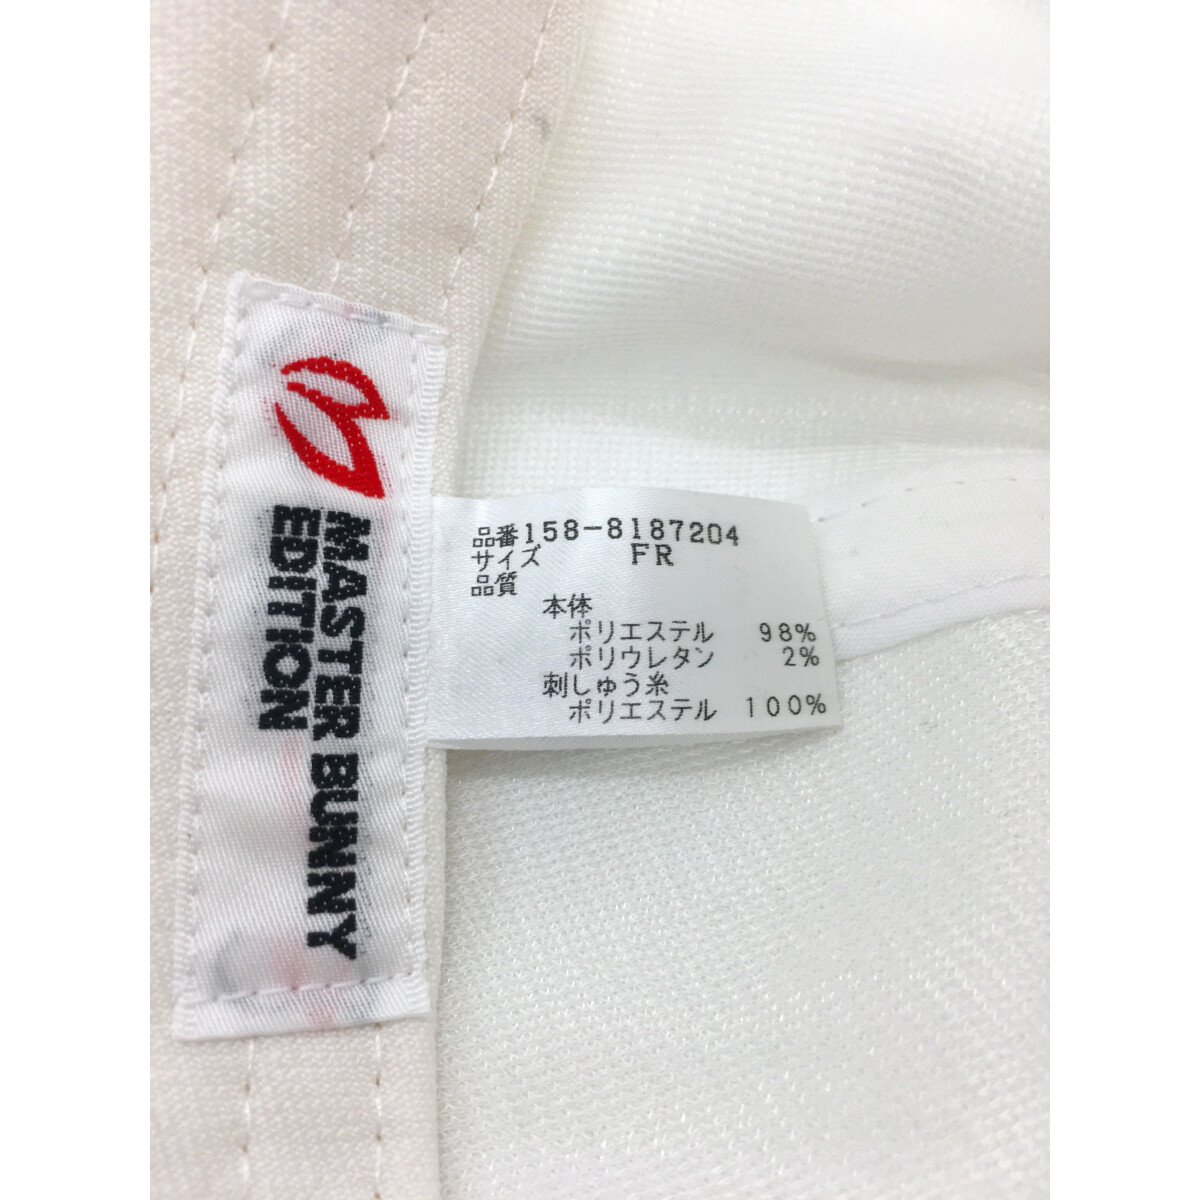 MASTER BUNNY
EDITION
品番158-8187204
サイズ FR
品質
本体
ポリエステル 98%
ポリウレタン 2%
刺しゅう糸
ポリエステル 100%